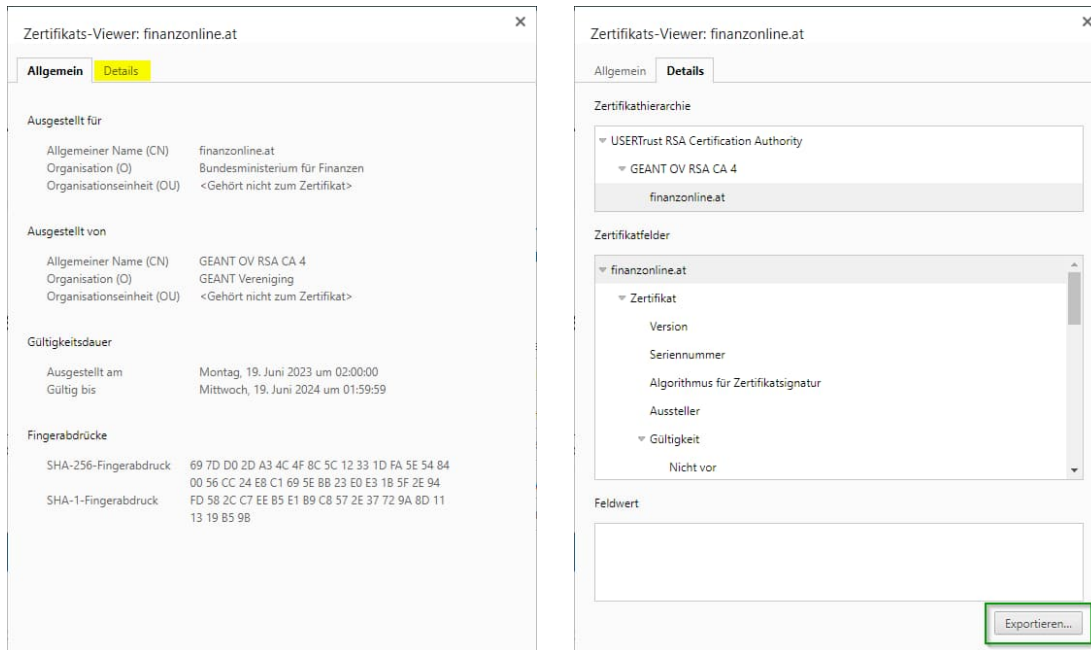 Zertifikats-Viewer: finanzonline.at
Allgemein Details
Ausgestellt für
Allgemeiner Name (CN) finanzonline.at
Organisation (O) Bundesministerium für Finanzen
Organisationseinheit (OU) <Gehört nicht zum Zertifikat>
Ausgestellt von
Allgemeiner Name (CN) GEANT OV RSA CA 4
Organisation (O) GEANT Vereniging
Organisationseinheit (OU) <Gehört nicht zum Zertifikat>
Gültigkeitsdauer
Ausgestellt am Montag, 19. Juni 2023 um 02:00:00
Gültig bis Mittwoch, 19. Juni 2024 um 01:59:59
Fingerabdrücke
SHA-256-Fingerabdruck 69 7D D0 2D A3 4C 4F 8C 5C 12 33 1D FA 5E 54 84
00 56 CC 24 E8 C1 69 5E BB 23 E0 E3 1B 5F 2E 94
SHA-1-Fingerabdruck FD 58 2C C7 EE B5 E1 B9 C8 57 2E 37 72 9A 8D 11
13 19 B5 9B
Zertifikats-Viewer: finanzonline.at
Allgemein Details
Zertifikathierarchie
USERTrust RSA Certification Authority
GEANT OV RSA CA 4
finanzonline.at
Zertifikatfelder
finanzonline.at
Zertifikat
Version
Seriennummer
Algorithmus für Zertifikatsignatur
Aussteller
Gültigkeit
Nicht vor
Feldwert
Exportieren...